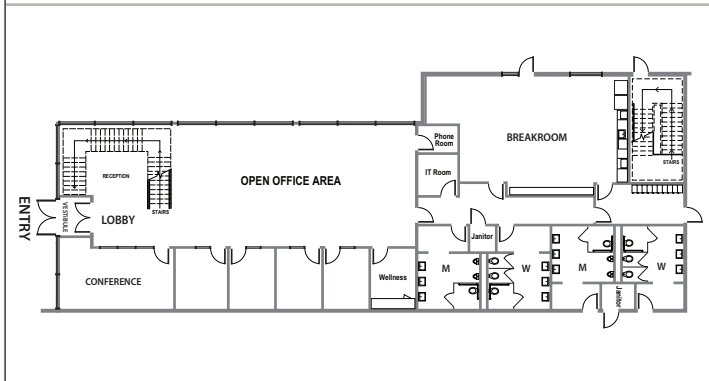 BREAKROOM
Phone
Room
STAIRS
IT Room
RECEPTION
OPEN OFFICE AREA
ENTRY
VESTIBULE
LOBBY
STAIRS
Janitor
CONFERENCE
Wellness
M
W
M
W
Janitor